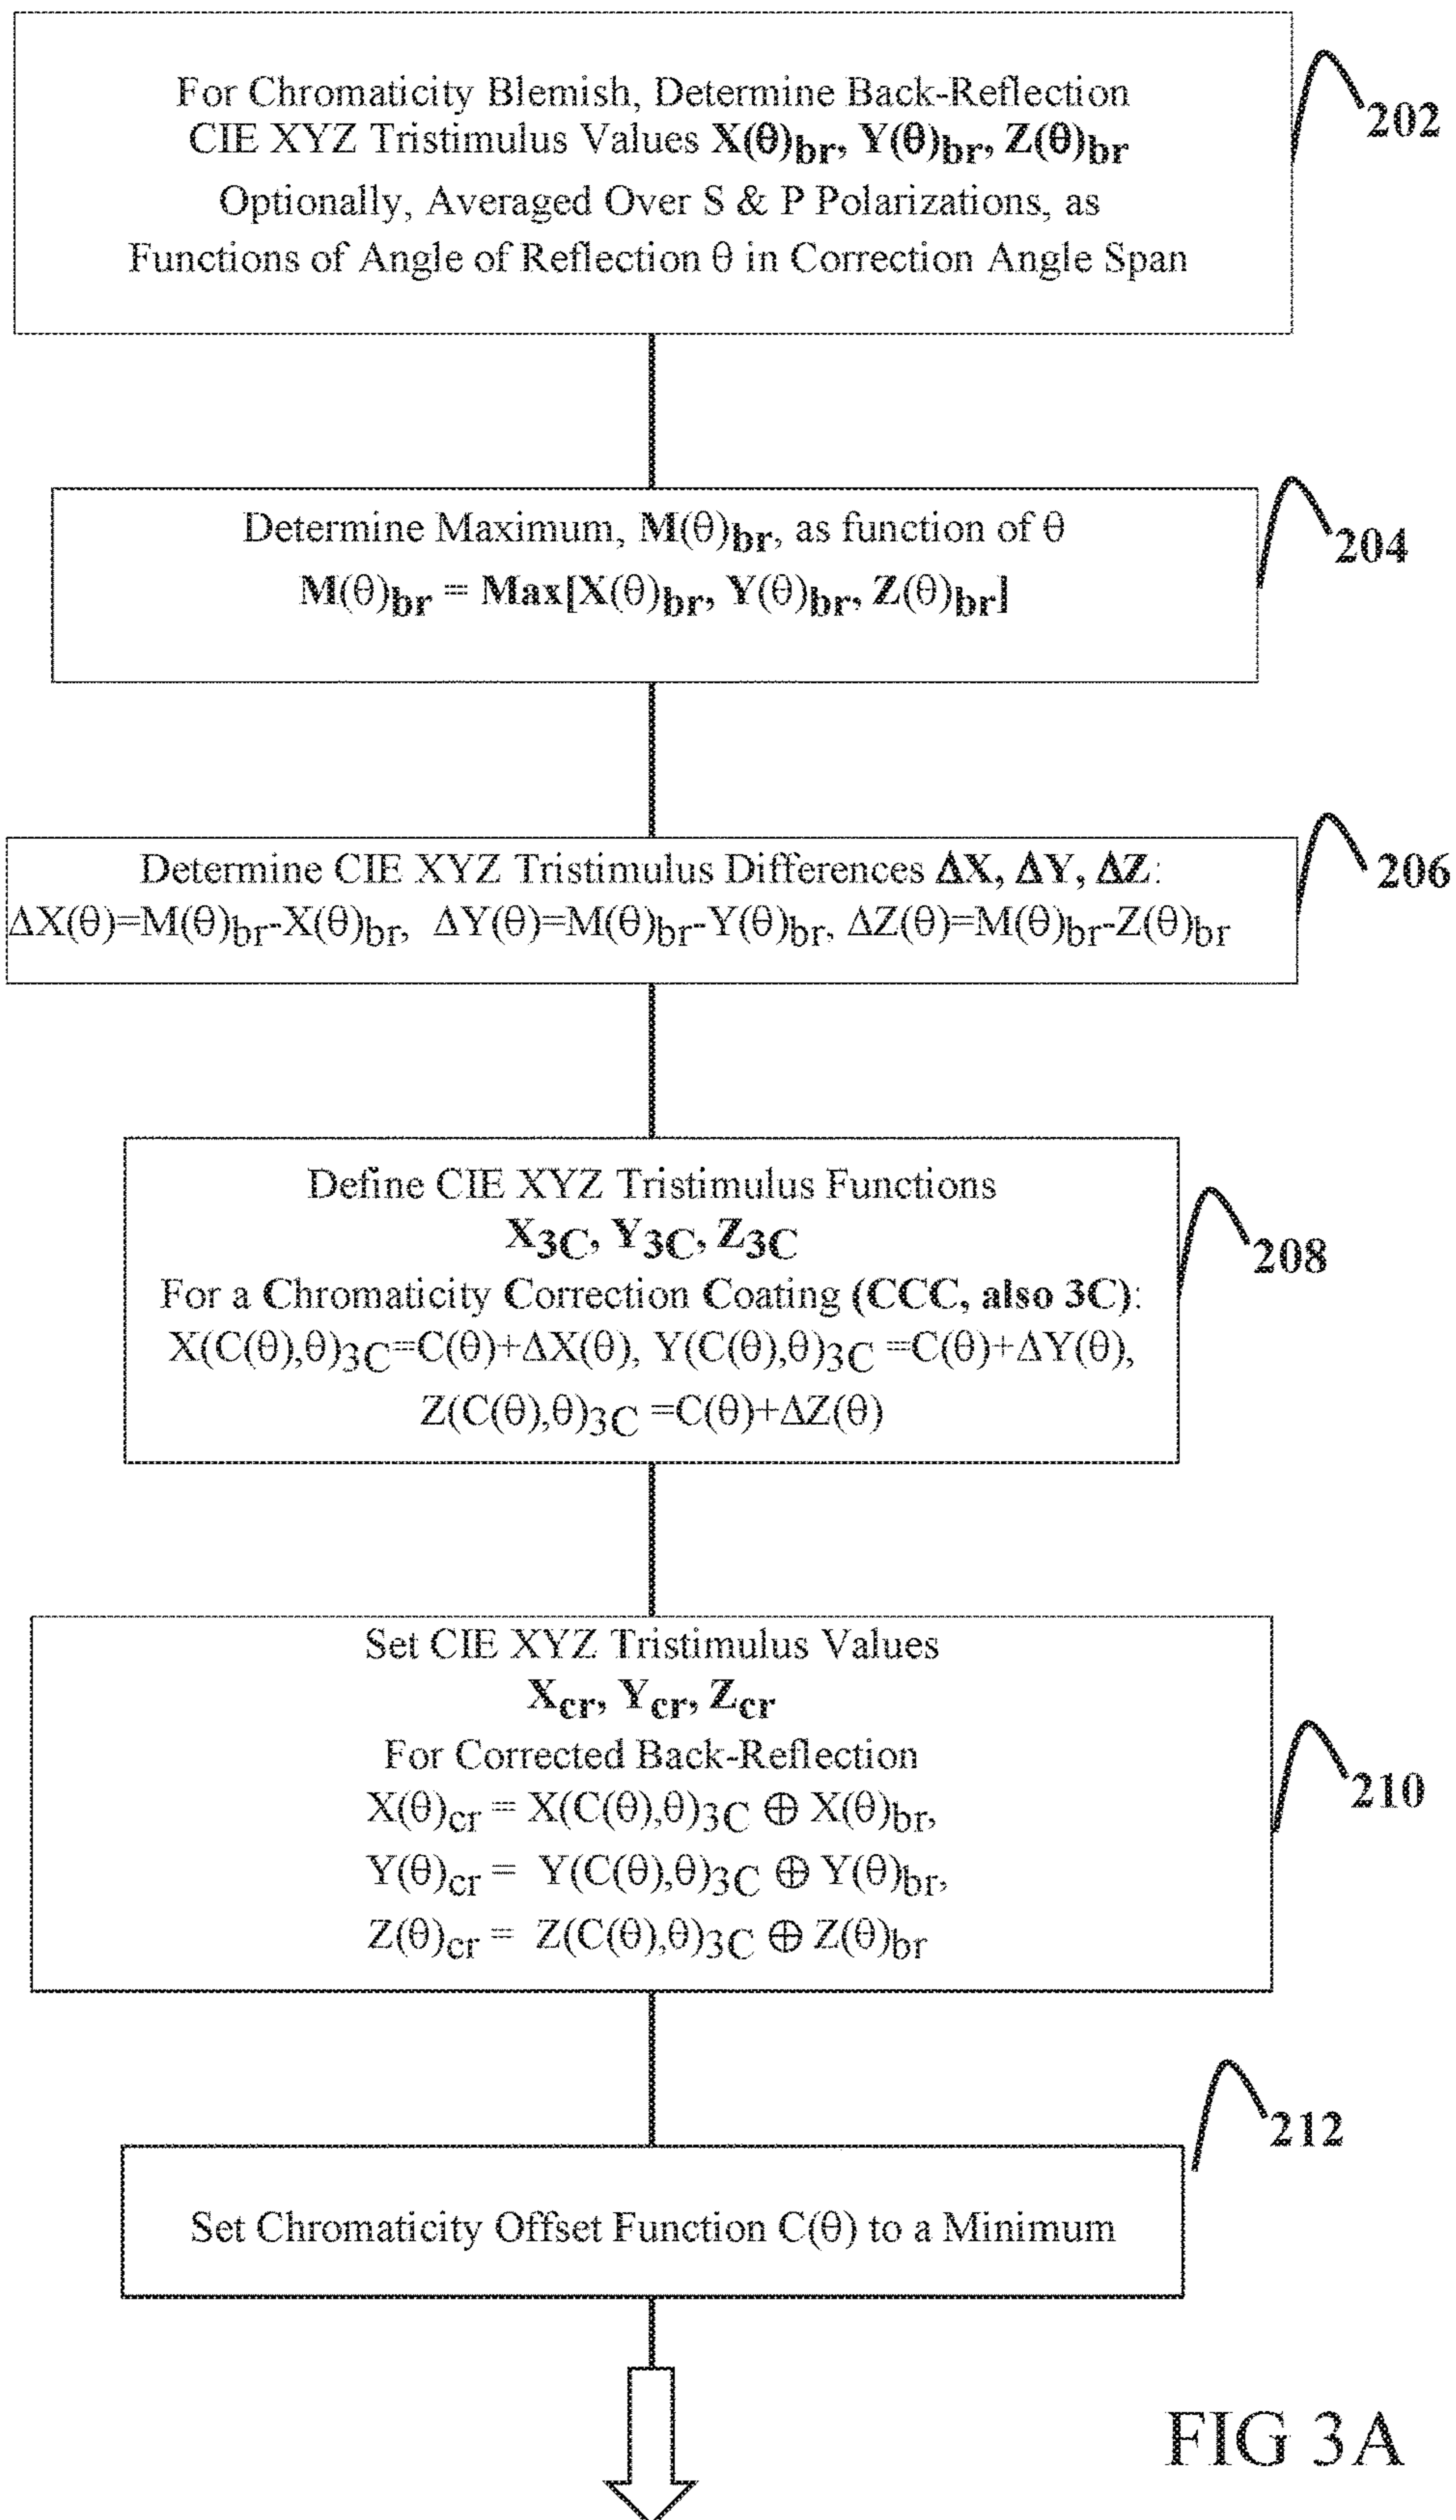 For Chromaticity Blemish, Determine Back-Reflection
CIE XYZ Tristimulus Values X(θ)br, Y(θ)br, Z(θ)br
Optionally, Averaged Over S & P Polarizations, as
Functions of Angle of Reflection θ in Correction Angle Span
202
Determine Maximum, M(θ)br, as function of θ
M(θ)br = Max[X(θ)br, Y(θ)br, Z(θ)br]
204
Determine CIE XYZ Tristimulus Differences ΔX, ΔY, ΔZ:
ΔX(θ)=M(θ)br-X(θ)br, ΔY(θ)=M(θ)br-Y(θ)br, ΔZ(θ)=M(θ)br-Z(θ)br
206
Define CIE XYZ Tristimulus Functions
X3C, Y3C, Z3C
For a Chromaticity Correction Coating (CCC, also 3C):
X(C(θ),θ)3C=C(θ)+ΔX(θ), Y(C(θ),θ)3C =C(θ)+ΔY(θ),
Z(C(θ),θ)3C =C(θ)+ΔZ(θ)
208
Set CIE XYZ Tristimulus Values
Xcr, Ycr, Zcr
For Corrected Back-Reflection
X(θ)cr = X(C(θ),θ)3C ⊕ X(θ)br,
Y(θ)cr = Y(C(θ),θ)3C ⊕ Y(θ)br,
Z(θ)cr = Z(C(θ),θ)3C ⊕ Z(θ)br
210
212
Set Chromaticity Offset Function C(θ) to a Minimum
FIG 3A